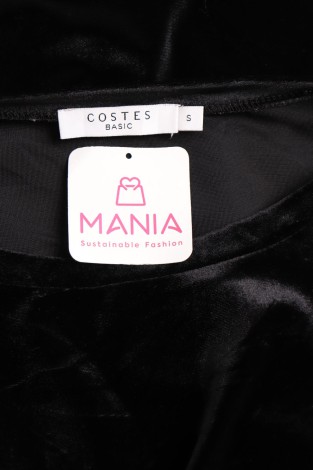 COSTES
BASIC
S
MANIA
Sustainable Fashion